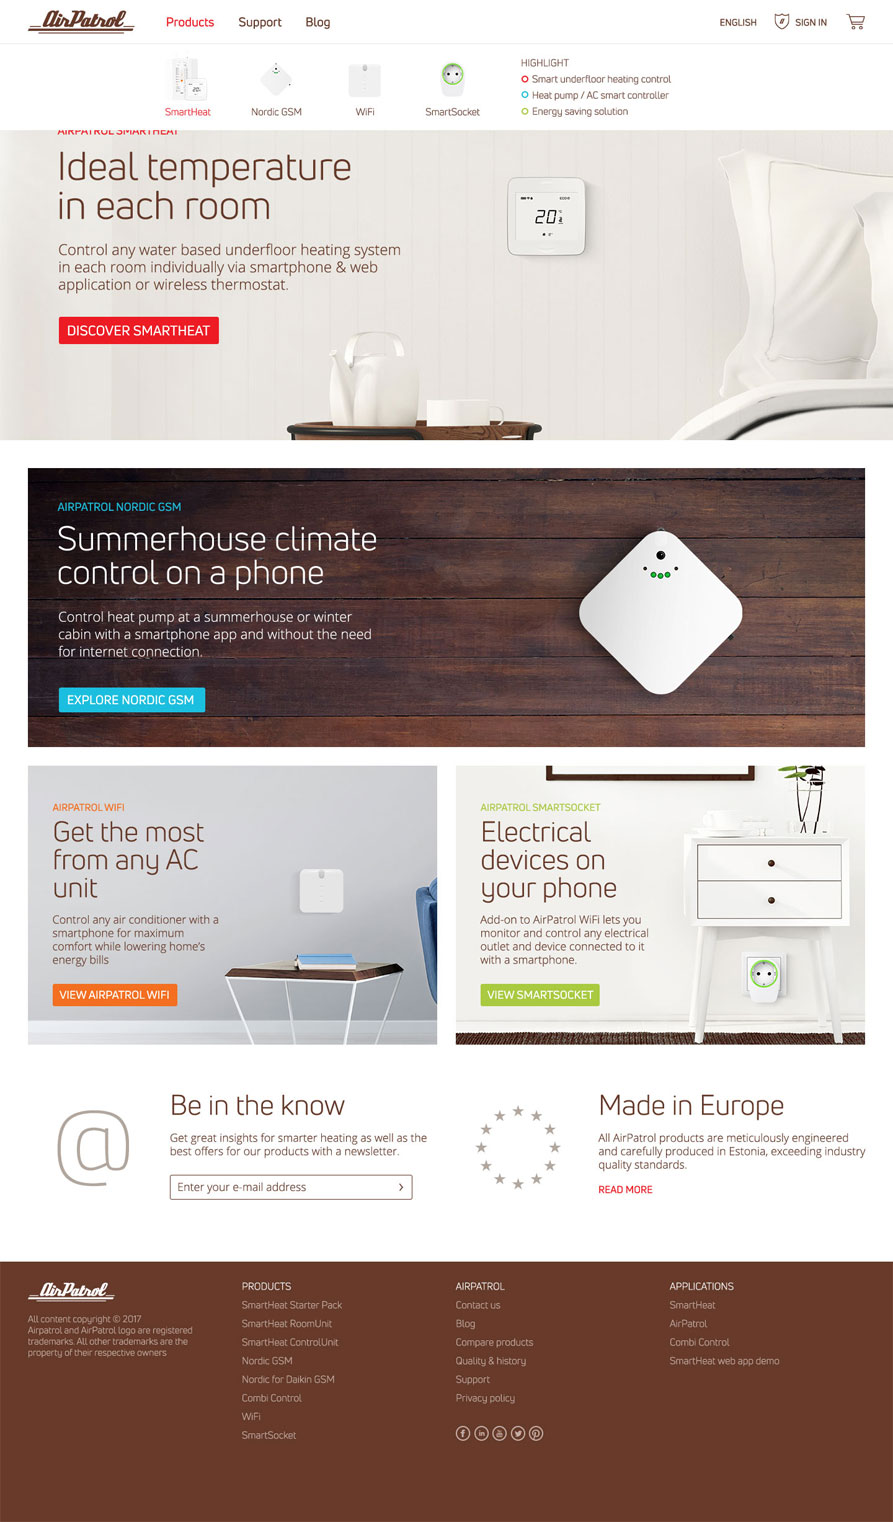 AirPatrol
Products
Support
Blog
ENGLISH
SIGN IN
SmartHeat
Nordic GSM
WiFi
SmartSocket
HIGHLIGHT
Smart underfloor heating control
Heat pump / AC smart controller
Energy saving solution
AIRPATROL SMARTHEAT
Ideal temperature
in each room
Control any water based underfloor heating system
in each room individually via smartphone & web
application or wireless thermostat.
DISCOVER SMARTHEAT
20
AIRPATROL NORDIC GSM
Summerhouse climate
control on a phone
Control heat pump at a summerhouse or winter
cabin with a smartphone app and without the need
for internet connection.
EXPLORE NORDIC GSM
AIRPATROL WIFI
Get the most
from any AC
unit
Control any air conditioner with a
smartphone for maximum
comfort while lowering home's
energy bills
VIEW AIRPATROL WIFI
AIRPATROL SMARTSOCKET
Electrical
devices on
your phone
Add-on to AirPatrol WiFi lets you
monitor and control any electrical
outlet and device connected to it
with a smartphone.
VIEW SMARTSOCKET
@
Be in the know
Get great insights for smarter heating as well as the
best offers for our products with a newsletter.
Enter your e-mail address
Made in Europe
All AirPatrol products are meticulously engineered
and carefully produced in Estonia, exceeding industry
quality standards.
READ MORE
AirPatrol
All content copyright © 2017
Airpatrol and AirPatrol logo are registered
trademarks. All other trademarks are the
property of their respective owners
PRODUCTS
SmartHeat Starter Pack
SmartHeat RoomUnit
SmartHeat ControlUnit
Nordic GSM
Nordic for Daikin GSM
Combi Control
WiFi
SmartSocket
AIRPATROL
Contact us
Blog
Compare products
Quality & history
Support
Privacy policy
APPLICATIONS
SmartHeat
AirPatrol
Combi Control
SmartHeat web app demo